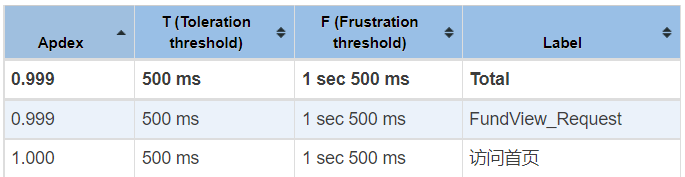 Apdex T (Toleration threshold) F (Frustration threshold) Label
0.999 500 ms 1 sec 500 ms Total
0.999 500 ms 1 sec 500 ms FundView_Request
1.000 500 ms 1 sec 500 ms 访问首页